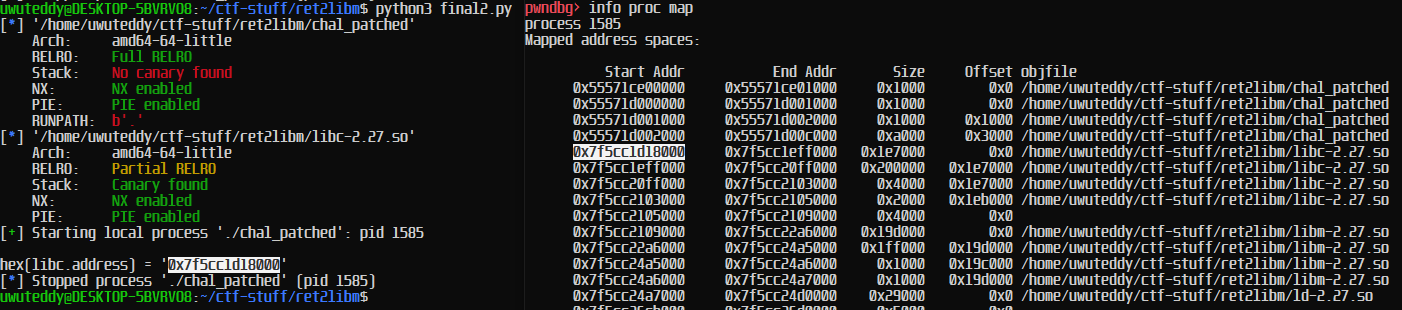 uwuteddy@DESKTOP-5BVRVO8:~/ctf-stuff/ret2libm$ python3 final2.py
[*] '/home/uwuteddy/ctf-stuff/ret2libm/chal_patched'
Arch: amd64-64-little
RELRO: Full RELRO
Stack: No canary found
NX: NX enabled
PIE: PIE enabled
RUNPATH: b'.'
[*] '/home/uwuteddy/ctf-stuff/ret2libm/libc-2.27.so'
Arch: amd64-64-little
RELRO: Partial RELRO
Stack: Canary found
NX: NX enabled
PIE: PIE enabled
[+] Starting local process './chal_patched': pid 1585
hex(libc.address) = '0x7f5cc1d18000'
[*] Stopped process './chal_patched' (pid 1585)
uwuteddy@DESKTOP-5BVRVO8:~/ctf-stuff/ret2libm$
pwndbg> info proc map
process 1585
Mapped address spaces:
Start Addr End Addr Size Offset objfile
0x55571ce00000 0x55571ce01000 0x1000 0x0 /home/uwuteddy/ctf-stuff/ret2libm/chal_patched
0x55571d000000 0x55571d001000 0x1000 0x0 /home/uwuteddy/ctf-stuff/ret2libm/chal_patched
0x55571d001000 0x55571d002000 0x1000 0x1000 /home/uwuteddy/ctf-stuff/ret2libm/chal_patched
0x55571d002000 0x55571d00c000 0xa000 0x3000 /home/uwuteddy/ctf-stuff/ret2libm/chal_patched
0x7f5cc1d18000 0x7f5cc1eff000 0x1e7000 0x0 /home/uwuteddy/ctf-stuff/ret2libm/libc-2.27.so
0x7f5cc1eff000 0x7f5cc20ff000 0x200000 0x1e7000 /home/uwuteddy/ctf-stuff/ret2libm/libc-2.27.so
0x7f5cc20ff000 0x7f5cc2103000 0x4000 0x1e7000 /home/uwuteddy/ctf-stuff/ret2libm/libc-2.27.so
0x7f5cc2103000 0x7f5cc2105000 0x2000 0x1eb000 /home/uwuteddy/ctf-stuff/ret2libm/libc-2.27.so
0x7f5cc2105000 0x7f5cc2109000 0x4000 0x0
0x7f5cc2109000 0x7f5cc22a6000 0x19d000 0x0 /home/uwuteddy/ctf-stuff/ret2libm/libm-2.27.so
0x7f5cc22a6000 0x7f5cc24a5000 0x1ff000 0x19d000 /home/uwuteddy/ctf-stuff/ret2libm/libm-2.27.so
0x7f5cc24a5000 0x7f5cc24a6000 0x1000 0x19c000 /home/uwuteddy/ctf-stuff/ret2libm/libm-2.27.so
0x7f5cc24a6000 0x7f5cc24a7000 0x1000 0x19d000 /home/uwuteddy/ctf-stuff/ret2libm/libm-2.27.so
0x7f5cc24a7000 0x7f5cc24d0000 0x29000 0x0 /home/uwuteddy/ctf-stuff/ret2libm/ld-2.27.so